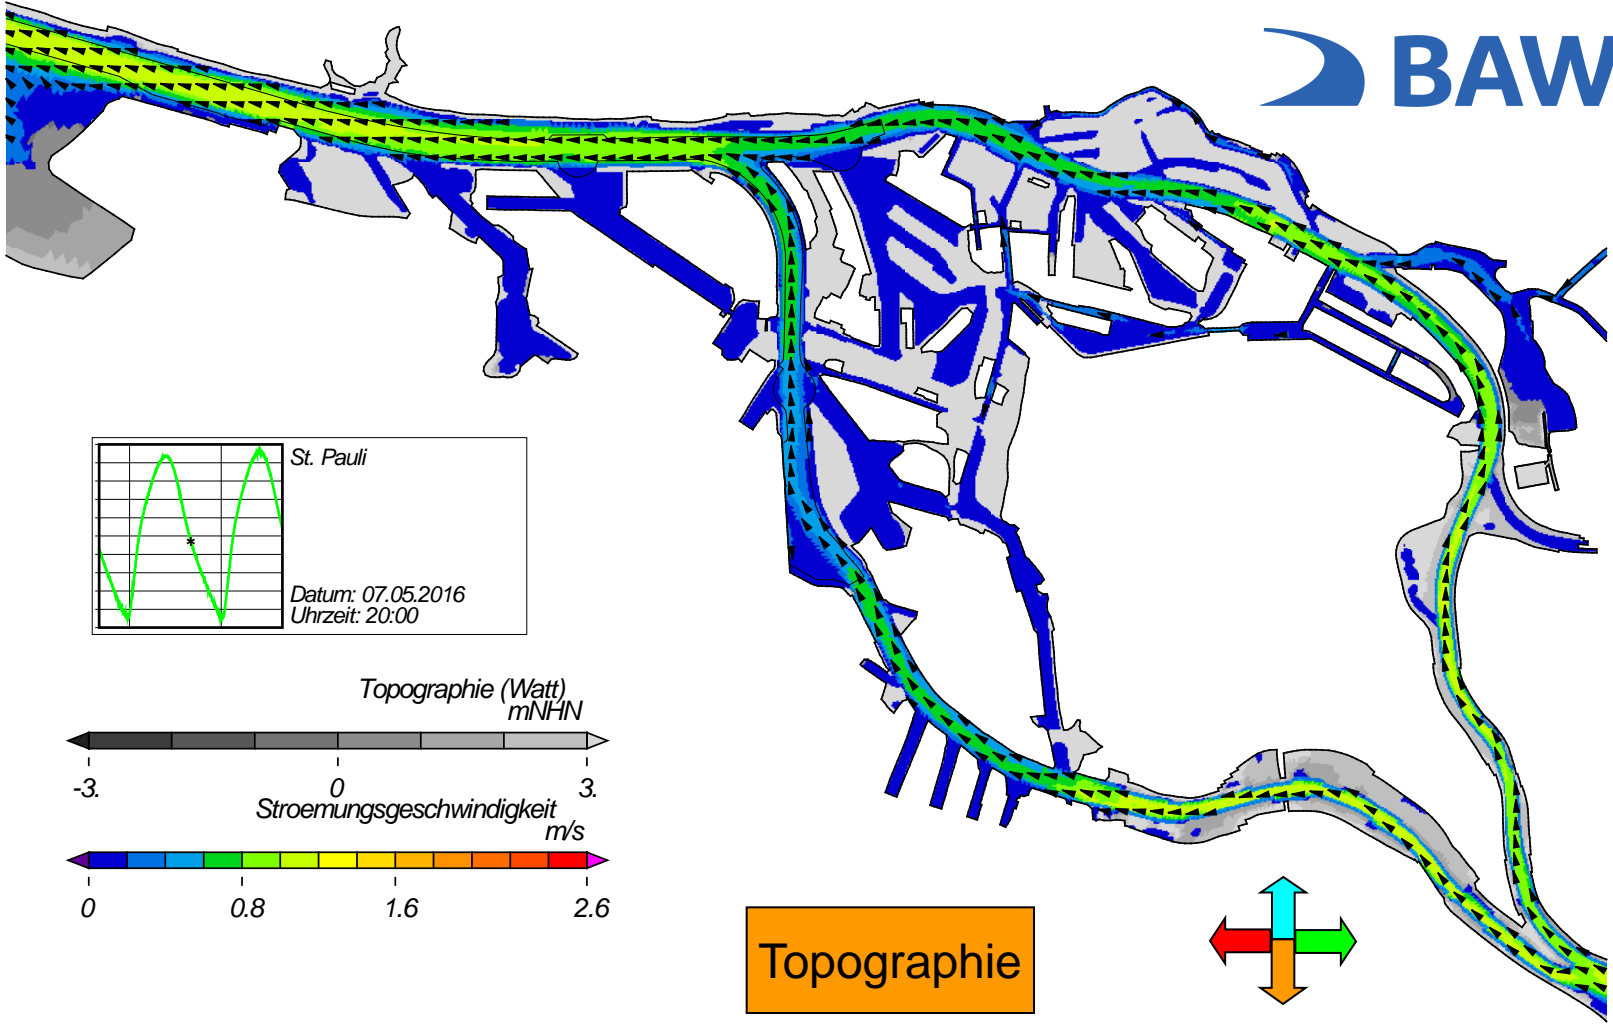 BAW
St. Pauli
Datum: 07.05.2016
Uhrzeit: 20:00
Topographie (Watt)
mNHN
-3. 0 3.
Stroemungsgeschwindigkeit
m/s
0 0.8 1.6 2.6
Topographie